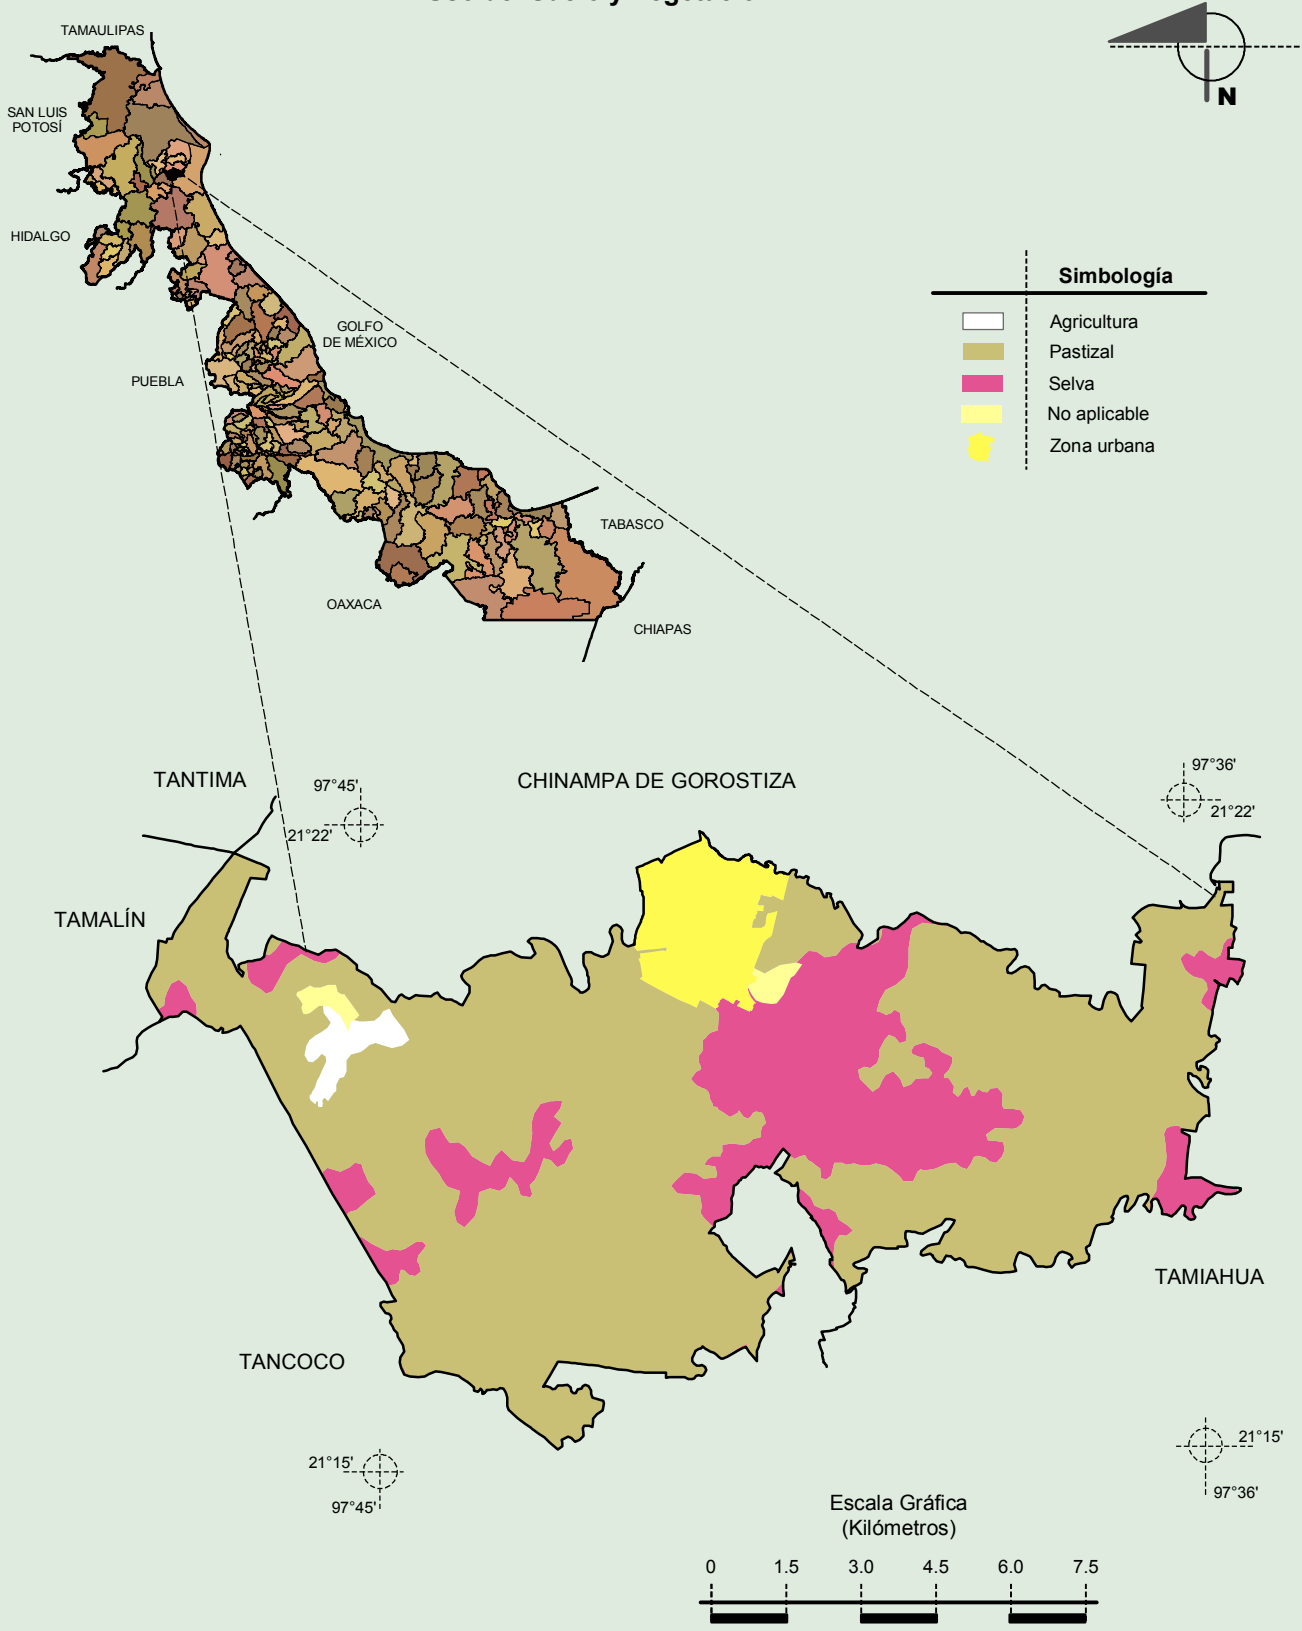 TAMAULIPAS
SAN LUIS
POTOSÍ
N
HIDALGO
GOLFO
DE MÉXICO
PUEBLA
TABASCO
OAXACA
CHIAPAS
Simbología
Agricultura
Pastizal
Selva
No aplicable
Zona urbana
TANTIMA
97°45'
CHINAMPA DE GOROSTIZA
97°36'
21°22'
21°22'
TAMALÍN
TAMIAHUA
TANCOCO
21°15'
97°45'
21°15'
97°36'
Escala Gráfica
(Kilómetros)
0 1.5 3.0 4.5 6.0 7.5